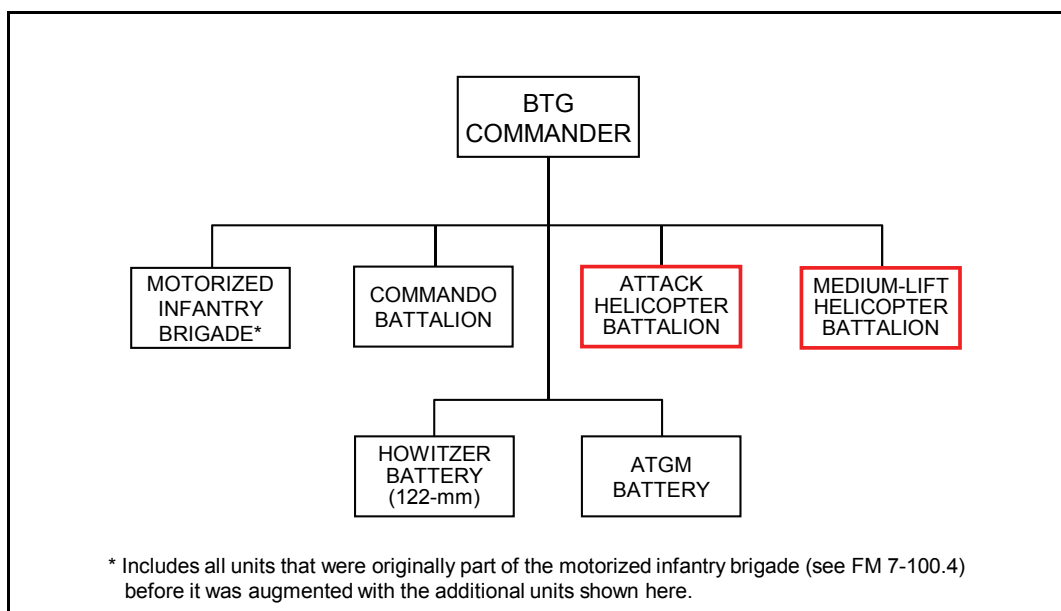 BTG
COMMANDER
MOTORIZED
INFANTRY
BRIGADE*
COMMANDO
BATTALION
ATTACK
HELICOPTER
BATTALION
MEDIUM-LIFT
HELICOPTER
BATTALION
HOWITZER
BATTERY
(122-mm)
ATGM
BATTERY
* Includes all units that were originally part of the motorized infantry brigade (see FM 7-100.4)
before it was augmented with the additional units shown here.